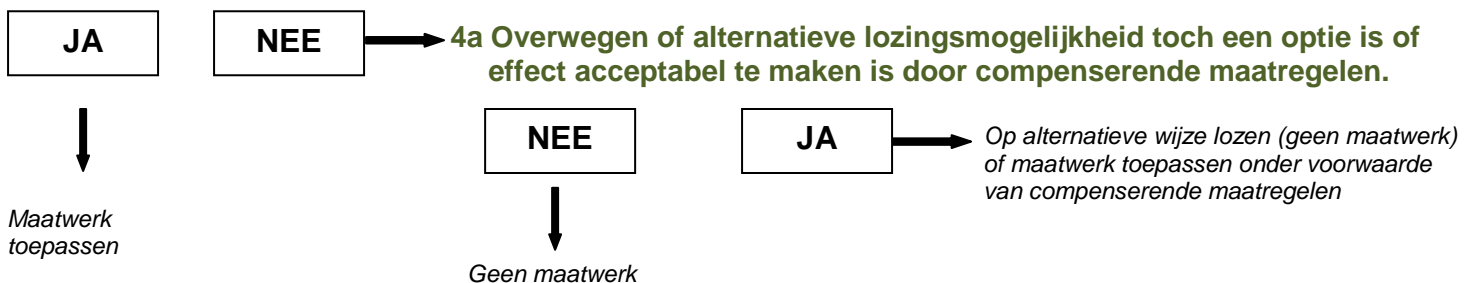 JA
NEE
4a Overwegen of alternatieve lozingsmogelijkheid toch een optie is of
effect acceptabel te maken is door compenserende maatregelen.
NEE
JA
Op alternatieve wijze lozen (geen maatwerk)
of maatwerk toepassen onder voorwaarde
van compenserende maatregelen
Maatwerk
toepassen
Geen maatwerk